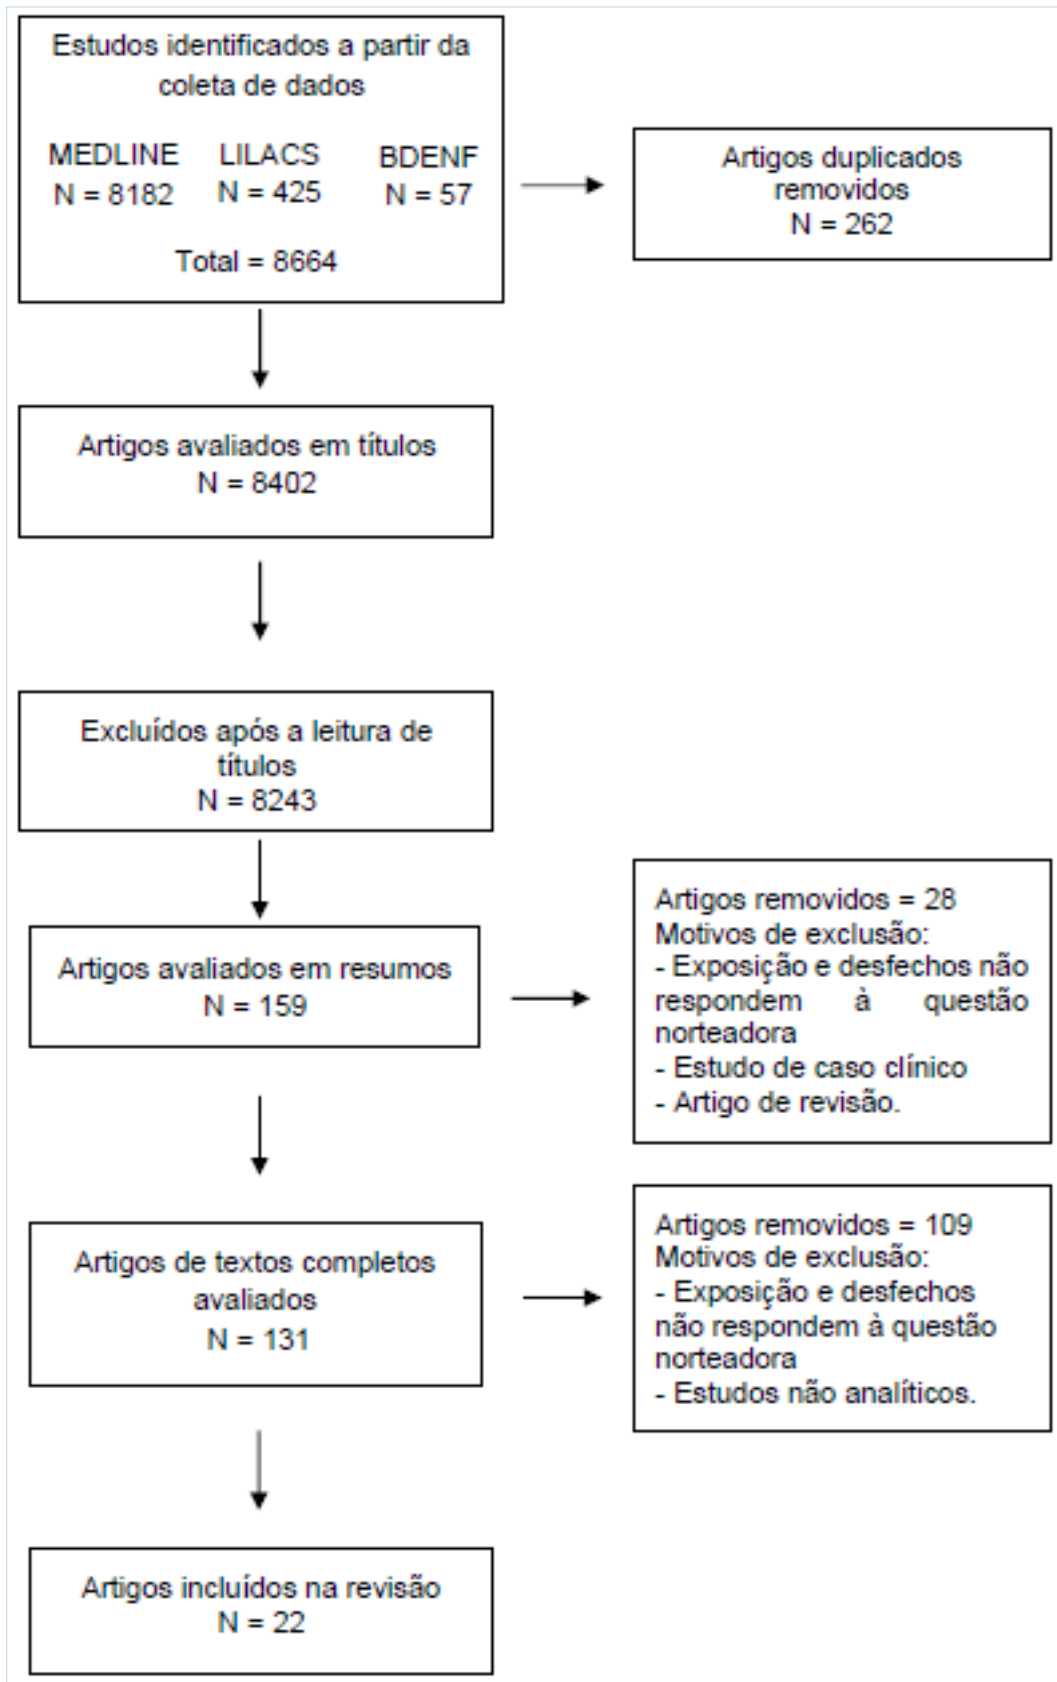 Estudos identificados a partir da
coleta de dados
MEDLINE LILACS BDENF
N = 8182 N = 425 N = 57
Total = 8664
Artigos duplicados
removidos
N = 262
Artigos avaliados em títulos
N = 8402
Excluídos após a leitura de
títulos
N = 8243
Artigos avaliados em resumos
N = 159
Artigos removidos = 28
Motivos de exclusão:
- Exposição e desfechos não
respondem à questão
norteadora
- Estudo de caso clínico
- Artigo de revisão.
Artigos de textos completos
avaliados
N = 131
Artigos removidos = 109
Motivos de exclusão:
- Exposição e desfechos
não respondem à questão
norteadora
- Estudos não analíticos.
Artigos incluídos na revisão
N = 22